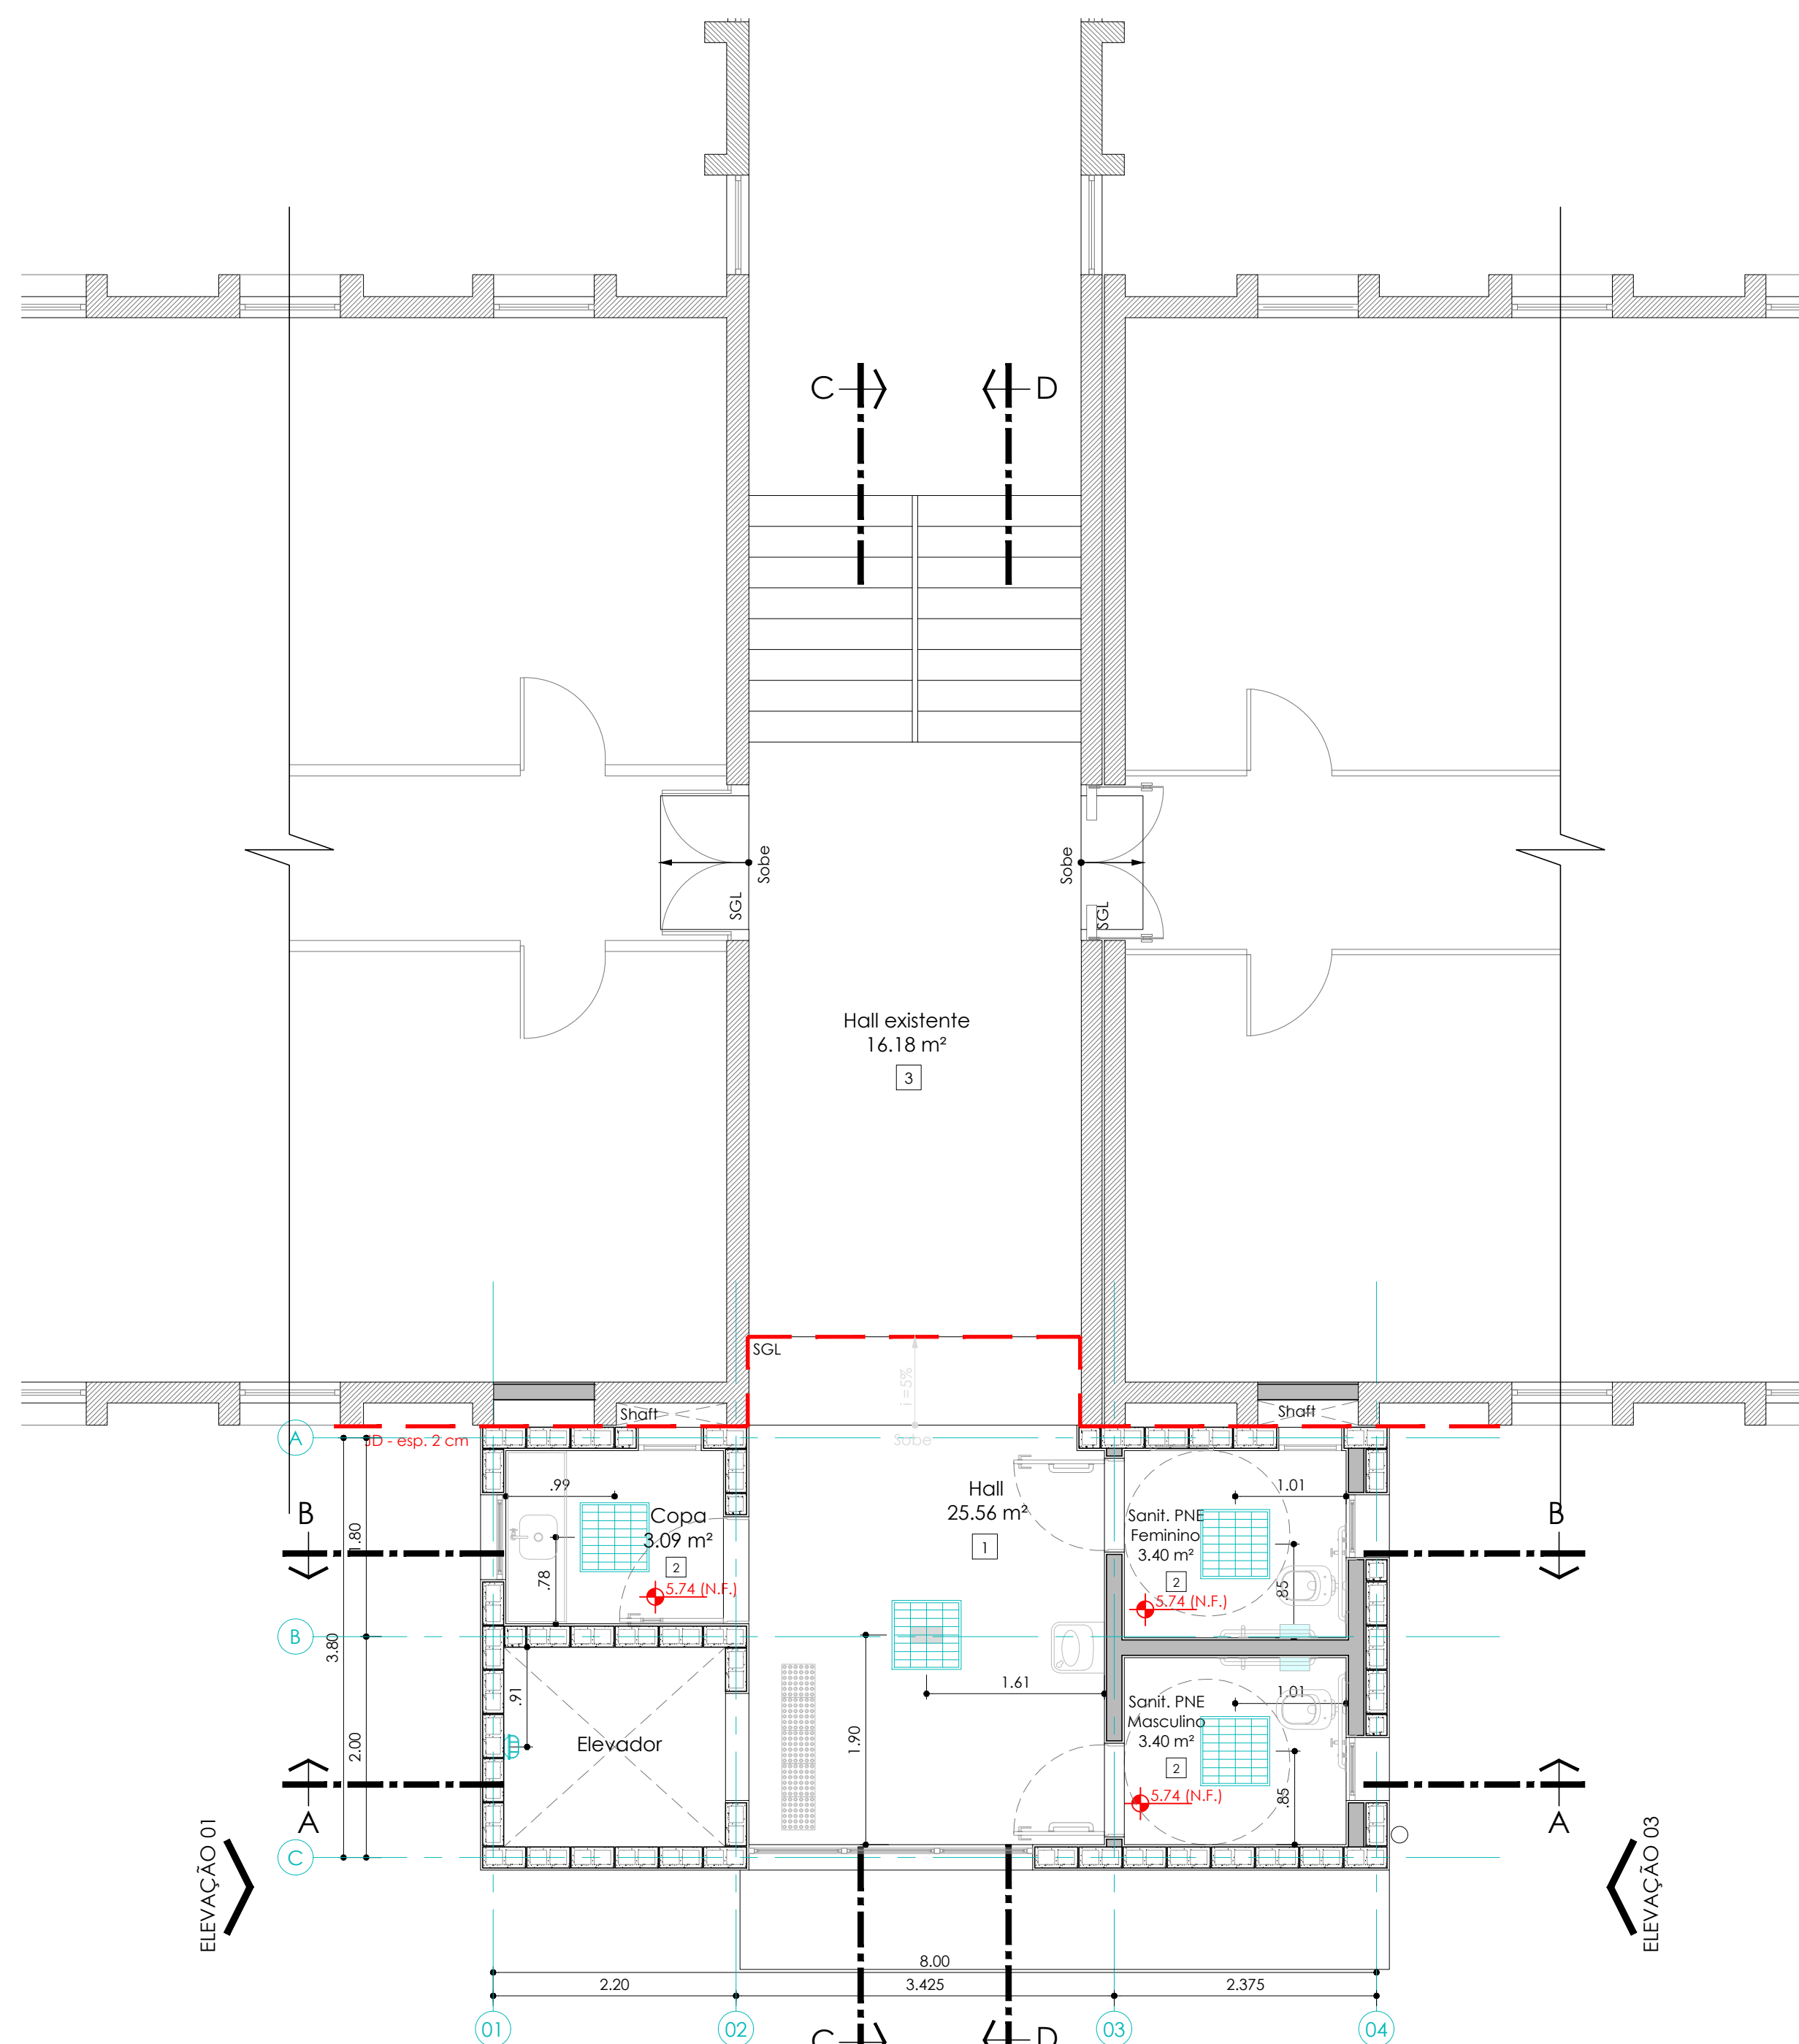 C
D
Sobe
Sobe
SGL
SGL
Hall existente
16.18 m²
3
SGL
i=5%
Sube
Shaft
Shaft
A
JD - esp. 2 cm
.99
Copa
3.09 m²
2
5.74 (N.F.)
.78
Hall
25.56 m²
1
Sanit. PNE
Feminino
3.40 m²
2
5.74 (N.F.)
1.01
.85
B
B
1.80
B
3.80
2.00
.91
Elevador
1.90
1.61
Sanit. PNE
Masculino
3.40 m²
2
5.74 (N.F.)
1.01
.85
A
A
C
ELEVAÇÃO 01
ELEVAÇÃO 03
8.00
2.20
3.425
2.375
01
02
03
04
C
D